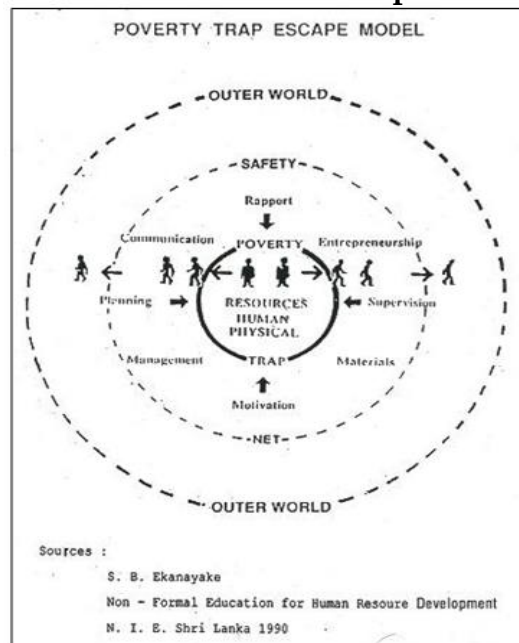 POVERTY TRAP ESCAPE MODEL
OUTER WORLD
SAFETY
Rapport
Communication
POVERTY
Entrepreneurship
Planning
RESOURCES
HUMAN
PHYSICAL
Supervision
Management
TRAP
Materials
Motivation
NET
OUTER WORLD
Sources :
S. B. Ekanayake
Non - Formal Education for Human Resoure Development
N. I. E. Shri Lanka 1990